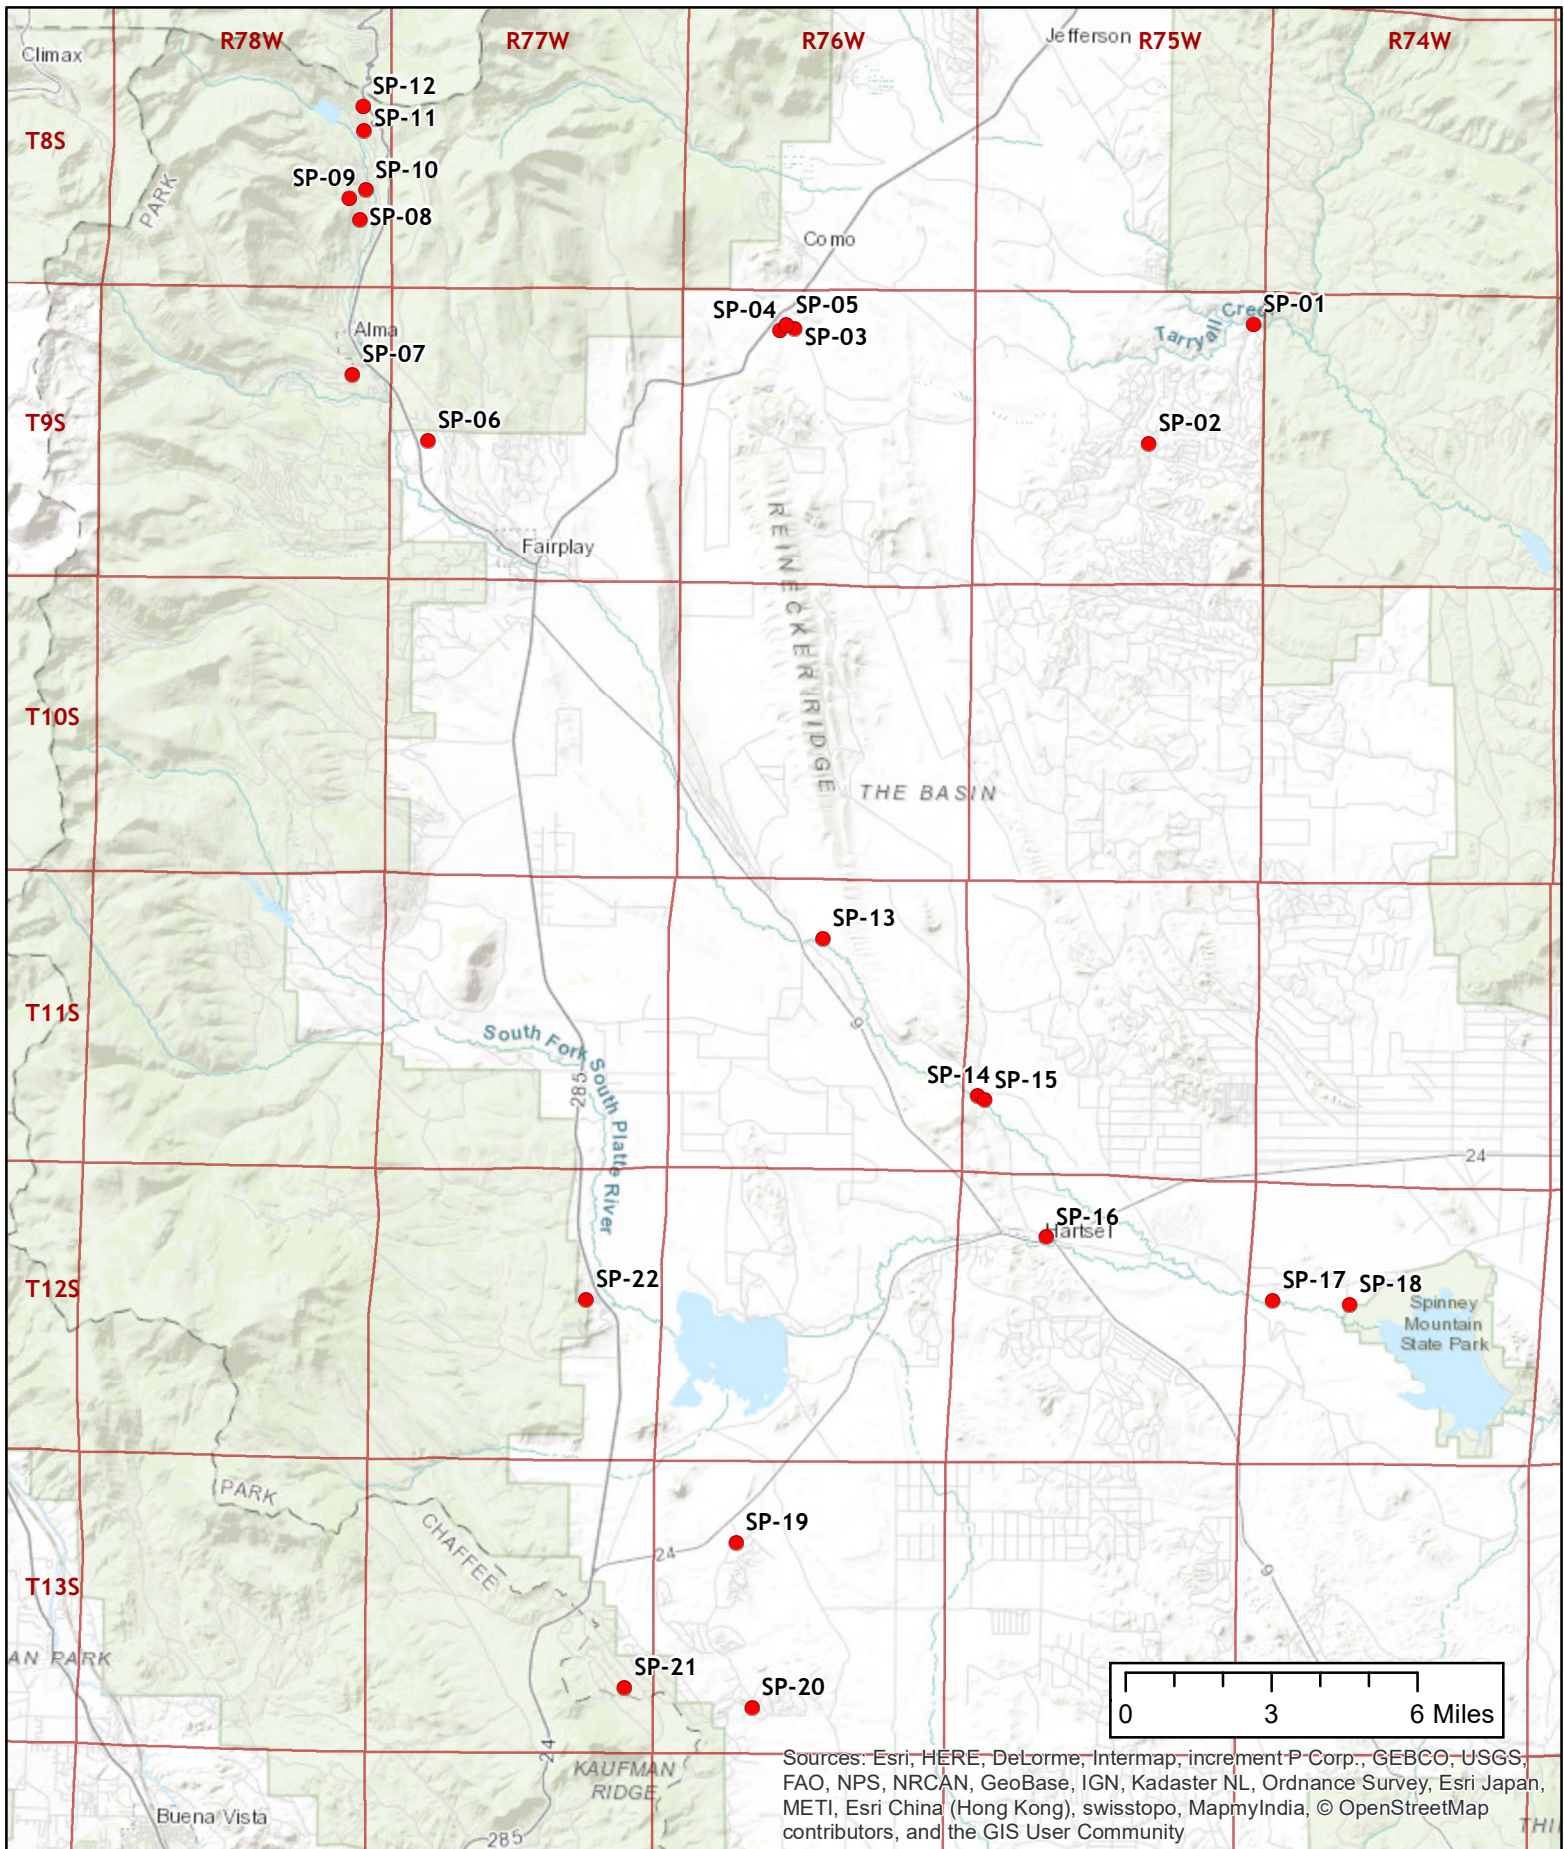 R78W
R77W
R76W
Jefferson
R75W
R74W
Climax
SP-12
SP-11
T8S
SP-10
SP-09
PARK
SP-08
Como
SP-05
SP-04
SP-03
SP-01
Tarryall Cree
Alma
SP-07
T9S
SP-06
SP-02
REINECKER RIDGE
Fairplay
T10S
THE BASIN
SP-13
T11S
9
South Fork South Platte River
285
SP-14
SP-15
24
SP-16
Hartsel
T12S
SP-22
SP-17
SP-18
Spinney
Mountain
State Park
PARK
CHAFFEE
SP-19
24
9
T13S
AN PARK
SP-21
SP-20
0 3 6 Miles
24
KAUFMAN
RIDGE
Buena Vista
285
Sources: Esri, HERE, DeLorme, Intermap, increment P Corp., GEBCO, USGS,
FAO, NPS, NRCAN, GeoBase, IGN, Kadaster NL, Ordnance Survey, Esri Japan,
METI, Esri China (Hong Kong), swisstopo, MapmyIndia, © OpenStreetMap
contributors, and the GIS User Community